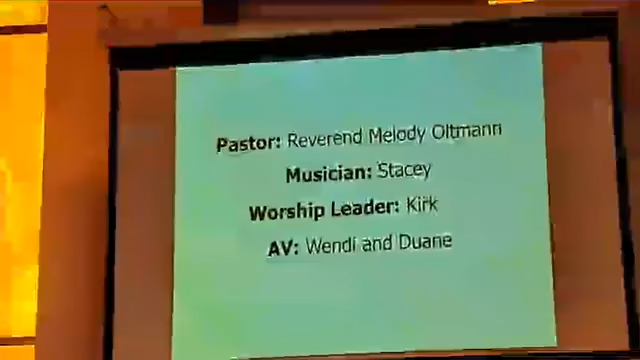 Pastor: Reverend Melody Oltmann
Musician: Stacey
Worship Leader: Kirk
AV: Wendi and Duane